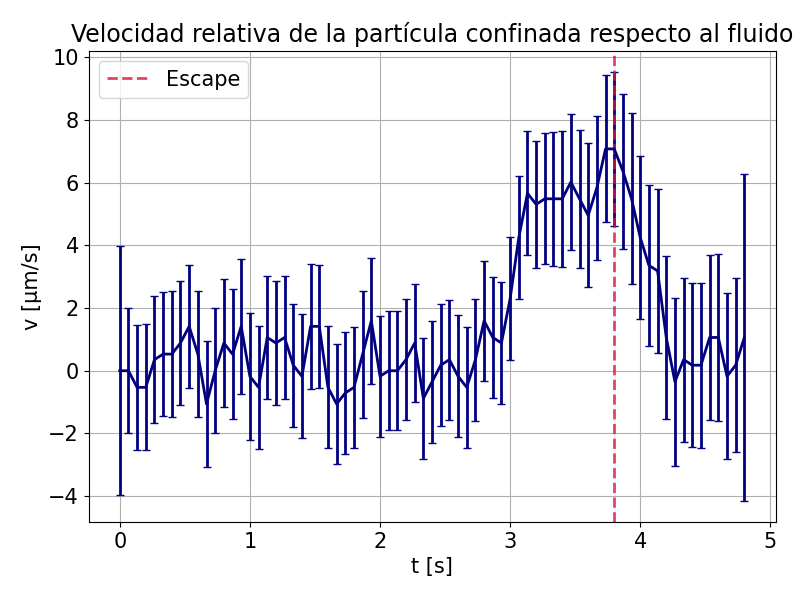 Velocidad relativa de la partícula confinada respecto al fluido
Escape
10
8
6
4
2
0
−2
−4
v [µm/s]
0 1 2 3 4 5
t [s]